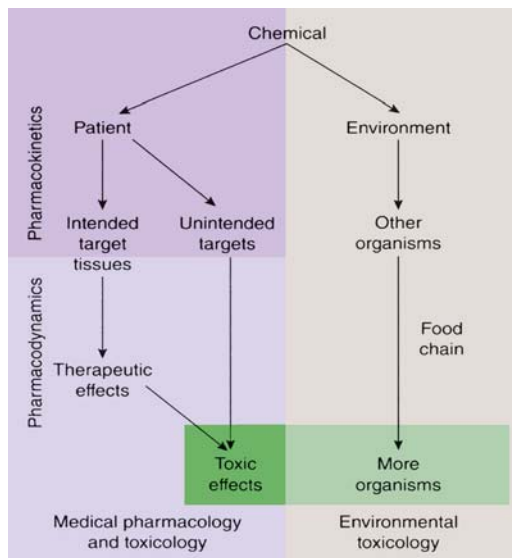 Chemical
Patient
Environment
Pharmacokinetics
Intended
target
tissues
Unintended
targets
Other
organisms
Pharmacodynamics
Food
chain
Therapeutic
effects
Toxic
effects
More
organisms
Medical pharmacology
and toxicology
Environmental
toxicology